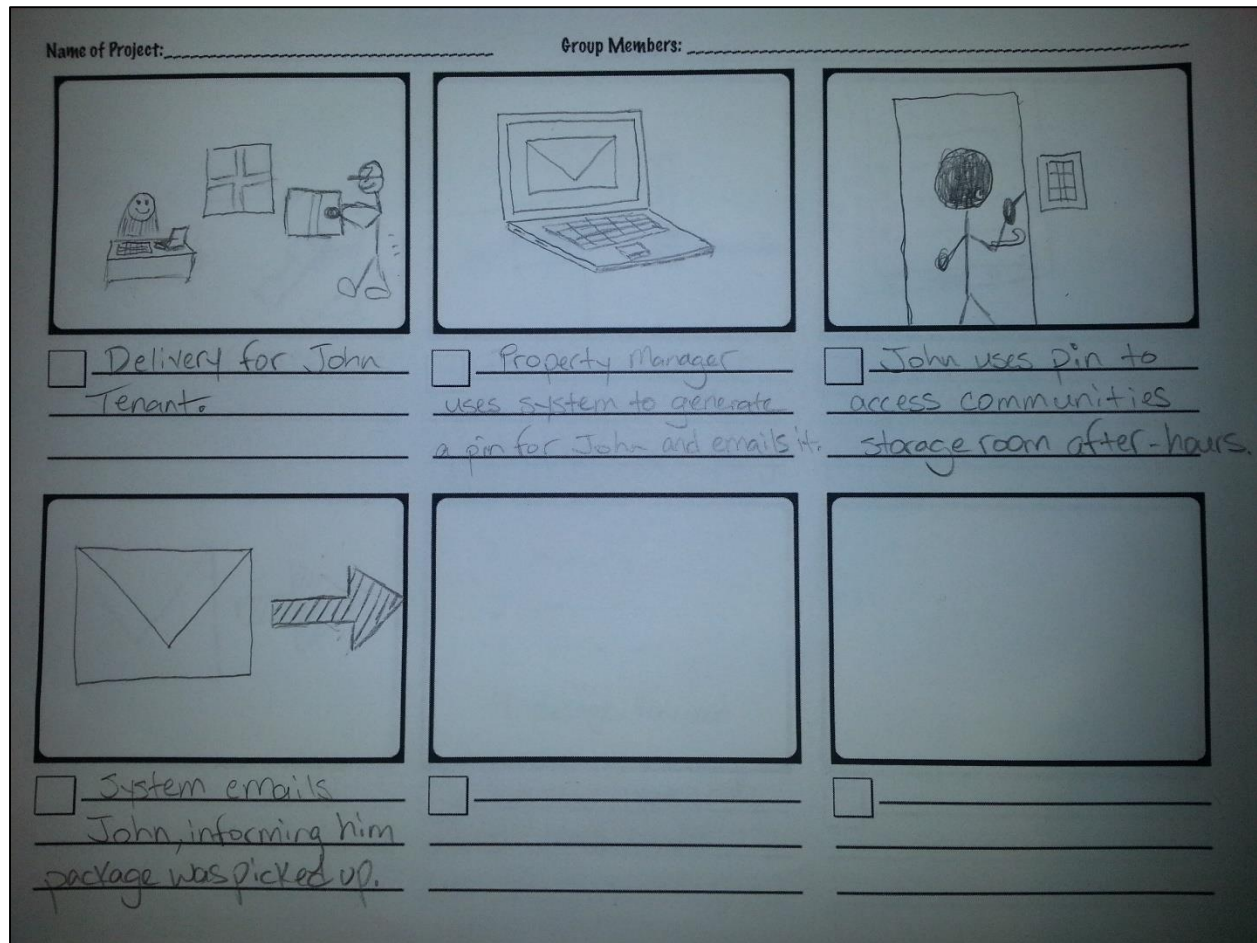 Name of Project:
Group Members:
Delivery for John
Tenant.
Property Manager
uses system to generate
a pin for John and emails it.
John uses pin to
access communities
storage room after-hours.
System emails
John, informing him
package was picked up.